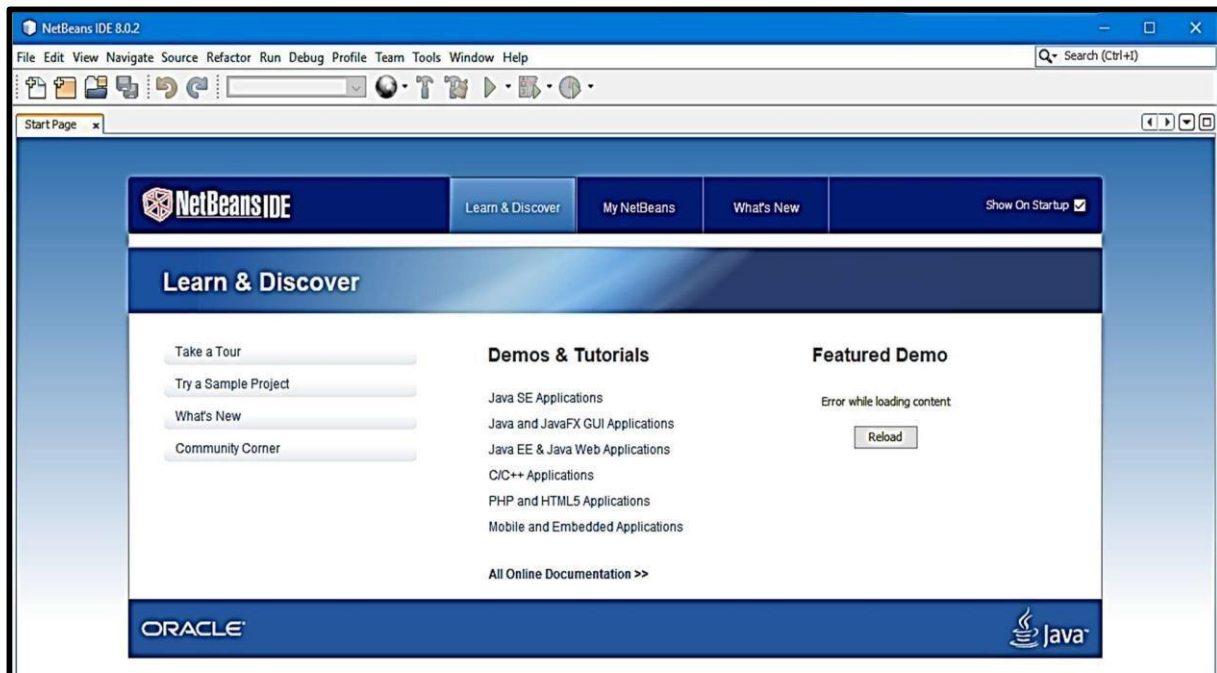 NetBeans IDE 8.0.2
File Edit View Navigate Source Refactor Run Debug Profile Team Tools Window Help
Search (Ctrl+I)
Start Page
NetBeans IDE
Learn & Discover
My NetBeans
What's New
Show On Startup
Learn & Discover
Take a Tour
Try a Sample Project
What's New
Community Corner
Demos & Tutorials
Java SE Applications
Java and JavaFX GUI Applications
Java EE & Java Web Applications
C/C++ Applications
PHP and HTML5 Applications
Mobile and Embedded Applications
All Online Documentation >>
Featured Demo
Error while loading content
Reload
ORACLE
Java